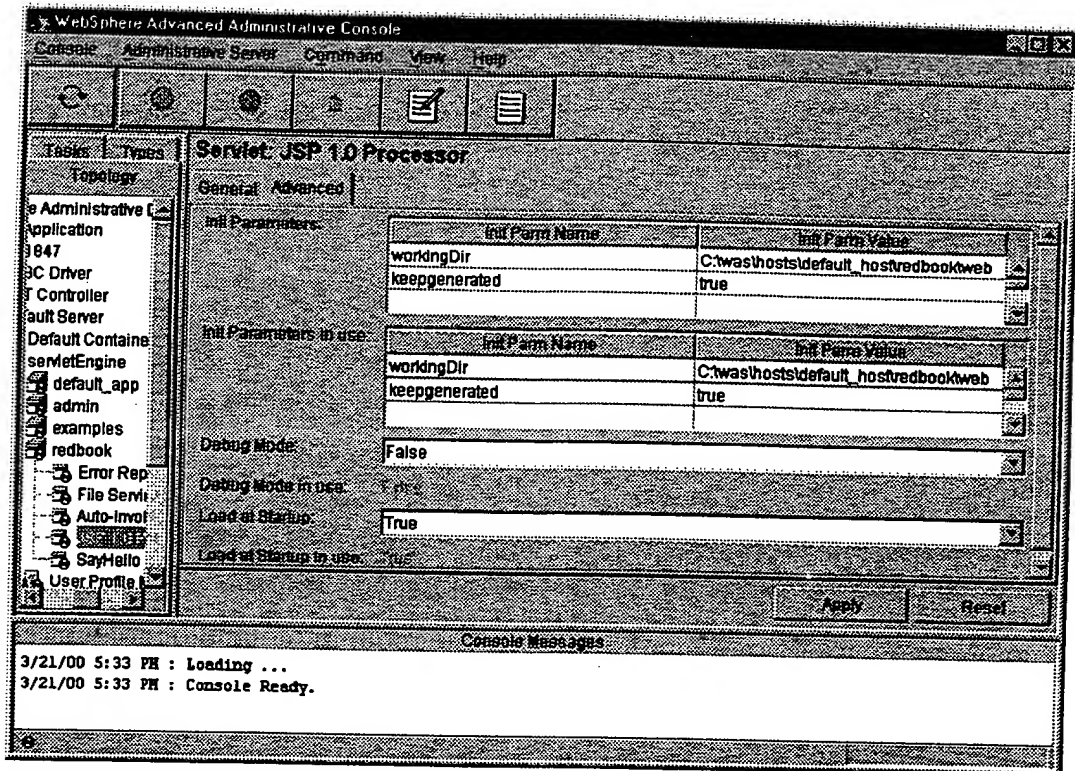 WebSphere Advanced Administrative Console
Console Administrative Server Command View Help
Tasks Types
Topology
e Administrative D
Application
1847
BC Driver
T Controller
ault Server
Default Containe
servletEngine
default_app
admin
examples
redbook
Error Rep
File Servi
Auto-Invol
SayHello
User Profile
Servlet: JSP 1.0 Processor
General Advanced
Init Parameters:
Init Parm Name Init Parm Value
workingDir C:\was\hosts\default_host\redbook\web
keepgenerated true
Init Parameters in use:
Init Parm Name Init Parm Value
workingDir C:\was\hosts\default_host\redbook\web
keepgenerated true
Debug Mode: False
Debug Mode in use: False
Load at Startup: True
Load at Startup in use: True
Apply Reset
Console Messages
3/21/00 5:33 PM : Loading ...
3/21/00 5:33 PM : Console Ready.